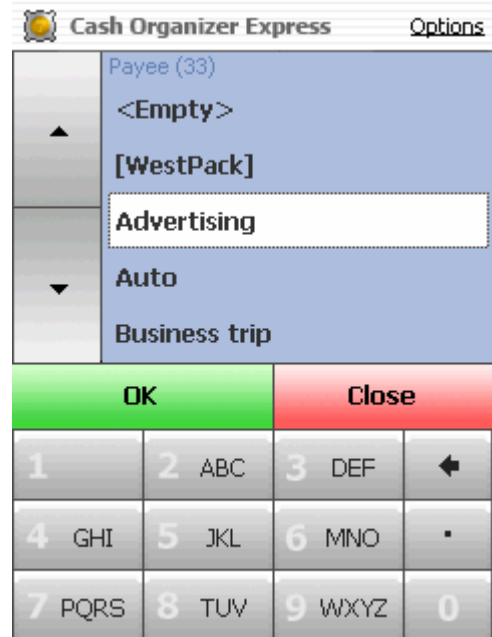 Cash Organizer Express Options
Payee (33)
<Empty>
[WestPack]
Advertising
Auto
Business trip
OK Close
1 2 ABC 3 DEF
4 GHI 5 JKL 6 MNO .
7 PQRS 8 TUV 9 WXYZ 0